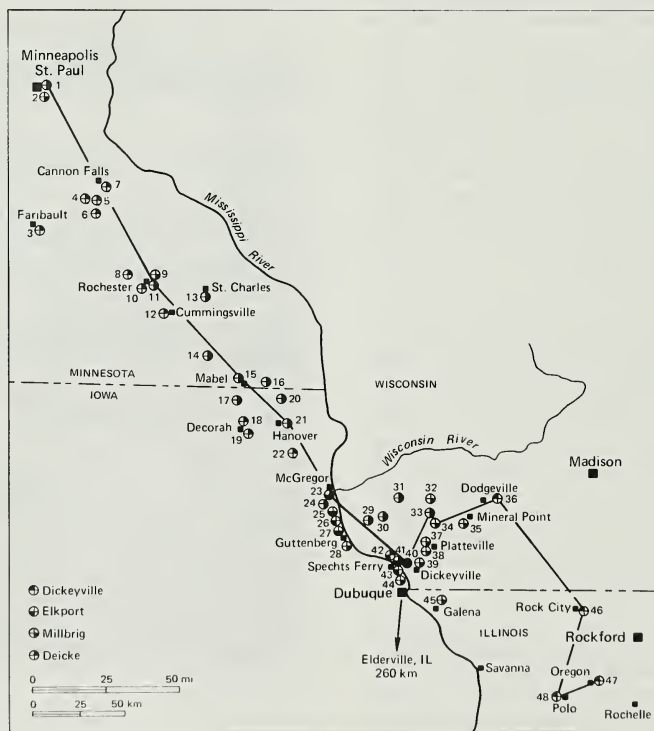 Minneapolis
St. Paul
1
2
Cannon Falls
7
4
5
6
Faribault
3
Mississippi
River
8
9
Rochester
10
11
St. Charles
13
12
Cummingsville
14
15
Mabel
16
MINNESOTA
IOWA
WISCONSIN
17
20
18
21
Decorah
19
Hanover
22
Wisconsin River
Madison
McGregor
23
24
25
26
27
Guttenberg
28
31
32
Dodgeville
36
29
30
33
34
35
Mineral Point
37
Platteville
38
42
41
40
39
Spechts Ferry
43
Dickeyville
44
Dubuque
45
Galena
Rock City
46
ILLINOIS
Rockford
Elderville, IL
260 km
Savanna
Oregon
47
48
Polo
Rochelle
Dickeyville
Elkport
Millbrig
Deicke
0 25 50 mi
0 25 50 km